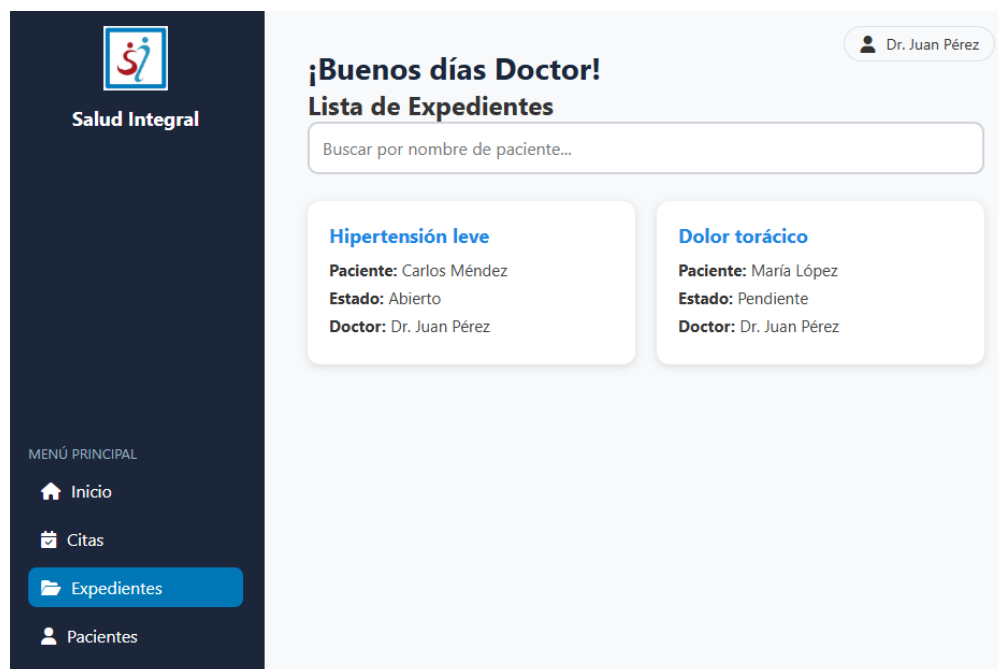 Si
Salud Integral
MENÚ PRINCIPAL
Inicio
Citas
Expedientes
Pacientes
Dr. Juan Pérez
¡Buenos días Doctor!
Lista de Expedientes
Buscar por nombre de paciente...
Hipertensión leve
Paciente: Carlos Méndez
Estado: Abierto
Doctor: Dr. Juan Pérez
Dolor torácico
Paciente: María López
Estado: Pendiente
Doctor: Dr. Juan Pérez